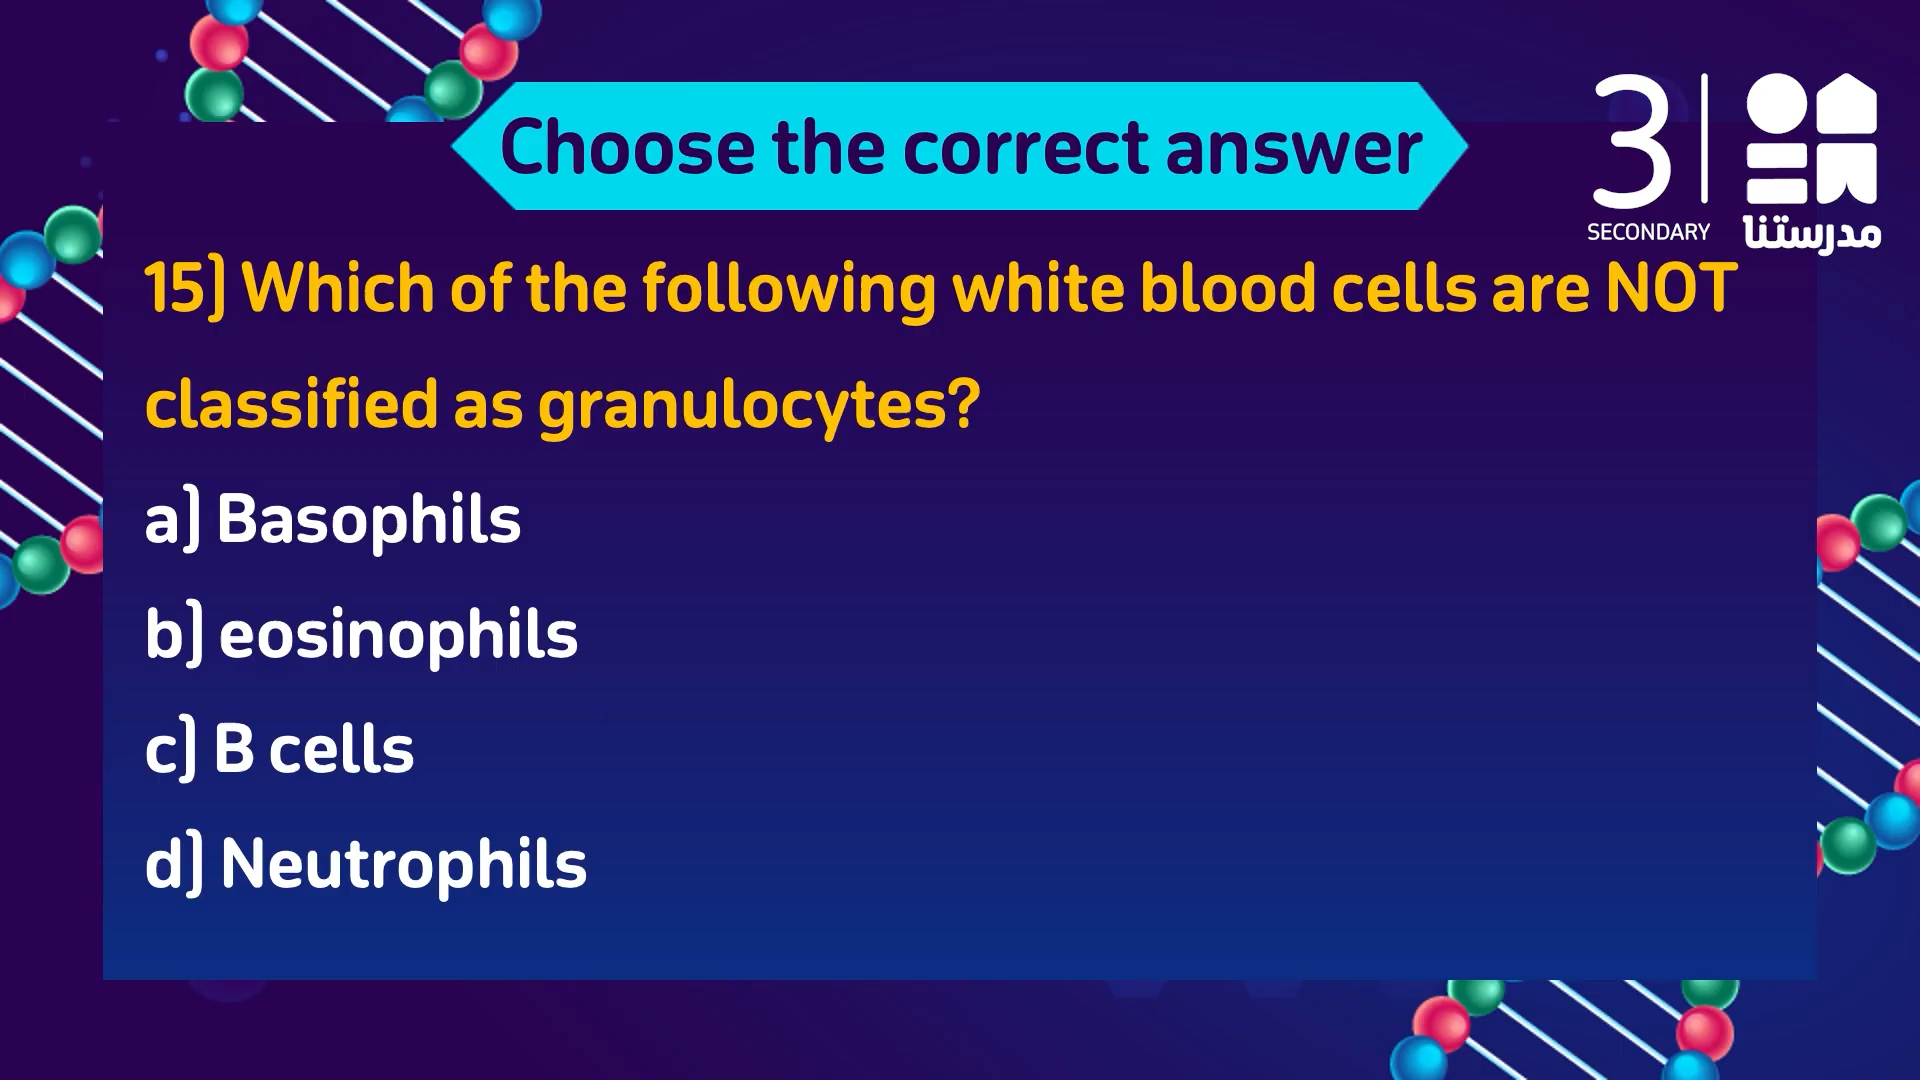 Choose the correct answer
3
SECONDARY
مدرستنا
15) Which of the following white blood cells are NOT
classified as granulocytes?
a) Basophils
b) eosinophils
c) B cells
d) Neutrophils